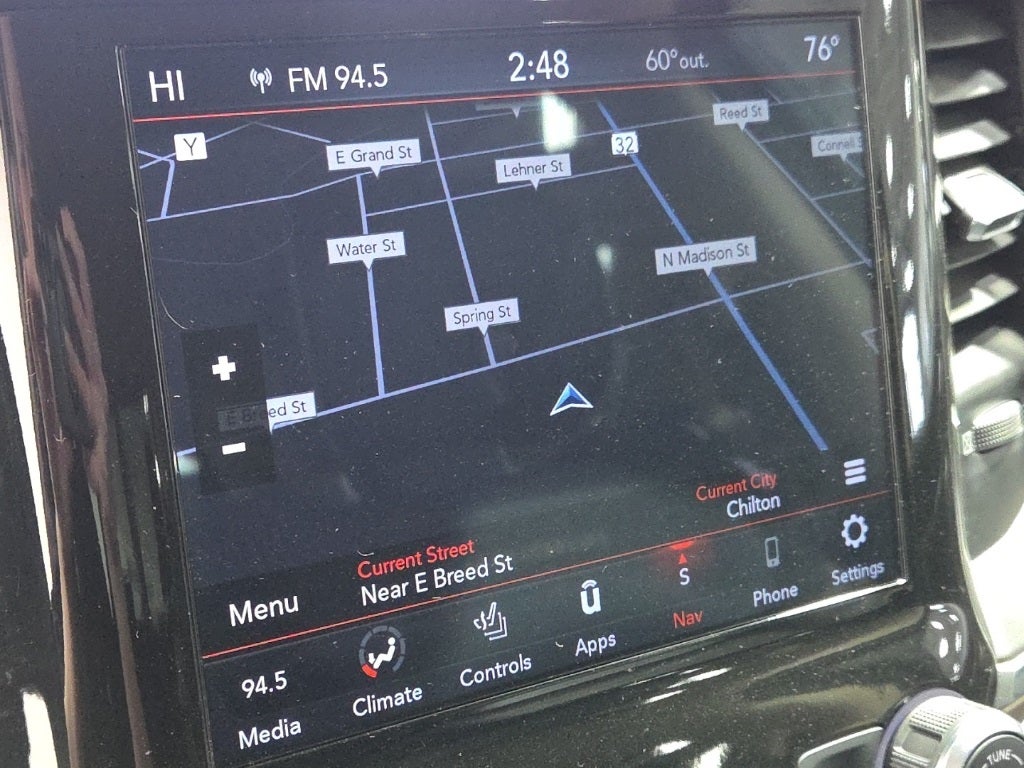 HI
FM 94.5
2:48
60° out.
76°
Y
E Grand St
Lehner St
32
Reed St
Connell S
Water St
N Madison St
Spring St
+
E Breed St
−
Current City
Chilton
Current Street
Near E Breed St
Menu
94.5
Media
Climate
Controls
Apps
S
Nav
Phone
Settings
TUNE